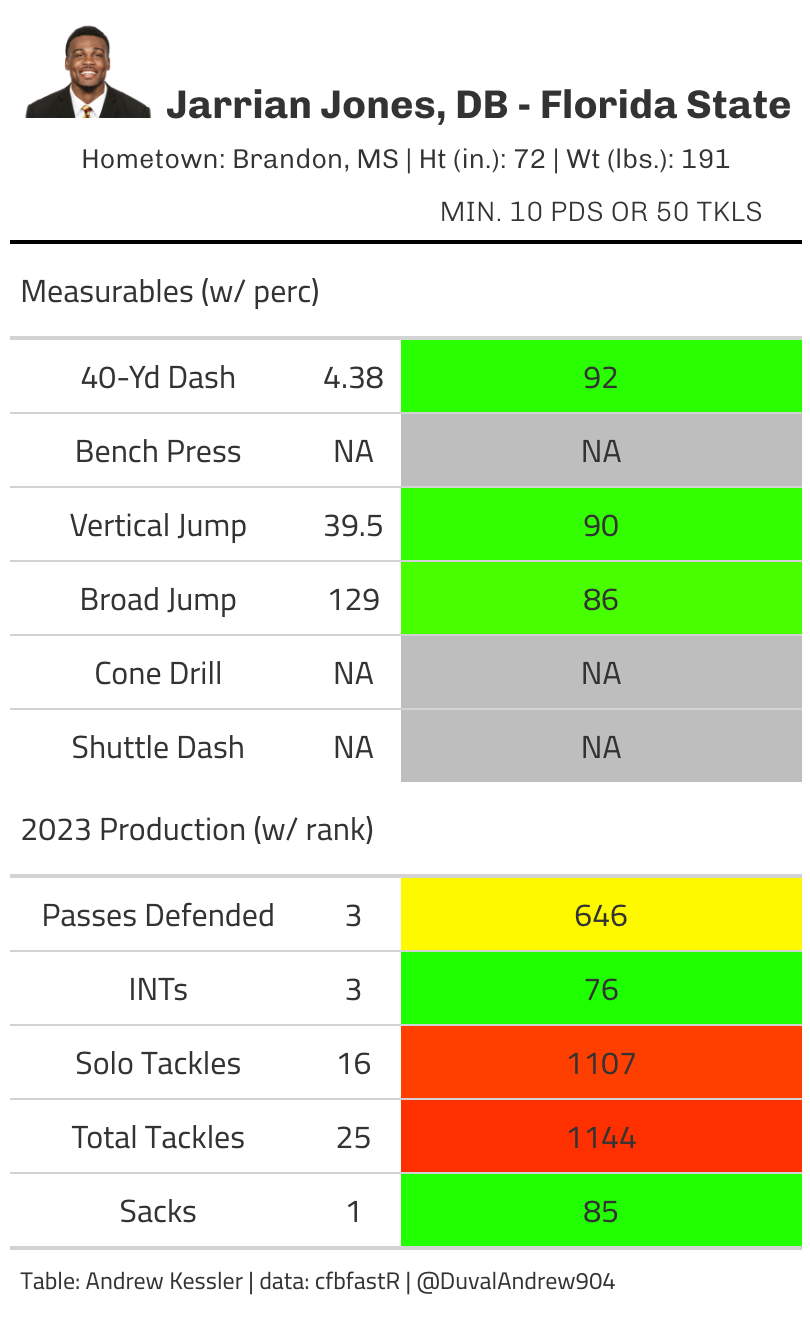 Jarrian Jones, DB - Florida State
Hometown: Brandon, MS | Ht (in.): 72 | Wt (lbs.): 191
MIN. 10 PDS OR 50 TKLS
Measurables (w/ perc)
40-Yd Dash 4.38 92
Bench Press NA NA
Vertical Jump 39.5 90
Broad Jump 129 86
Cone Drill NA NA
Shuttle Dash NA NA
2023 Production (w/ rank)
Passes Defended 3 646
INTs 3 76
Solo Tackles 16 1107
Total Tackles 25 1144
Sacks 1 85
Table: Andrew Kessler | data: cfbfastR | @DuvalAndrew904